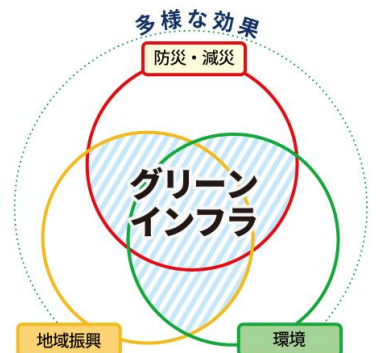 多様な効果
防災・減災
グリーン
インフラ
地域振興
環境